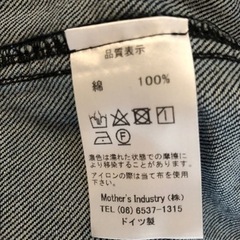 品質表示
綿 100%
濃色は濡れた状態での摩擦に
より移染することがあります。
アイロンの際は当て布を使用
して下さい。
Mother's Industry (株)
TEL (06) 6537-1315
ドイツ製